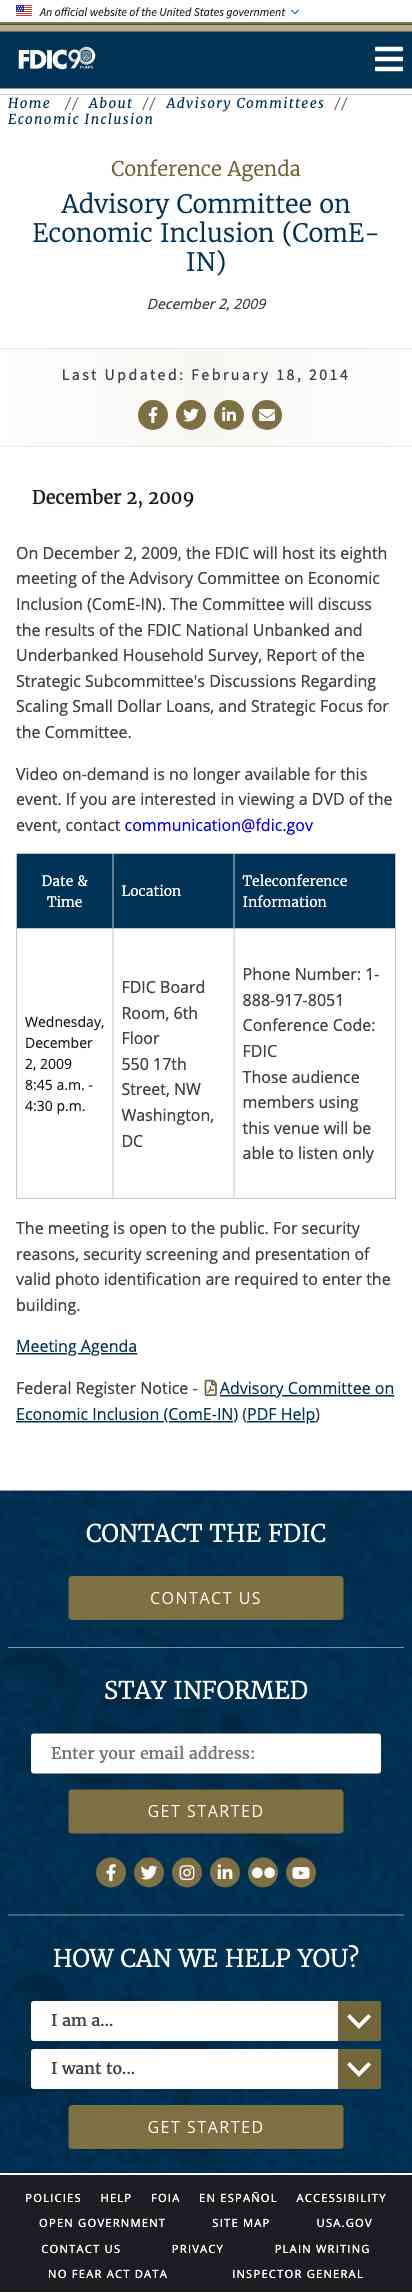 An official website of the United States government
FDIC 90 YEARS
Home // About // Advisory Committees //
Economic Inclusion
Conference Agenda
Advisory Committee on
Economic Inclusion (ComE-
IN)
December 2, 2009
Last Updated: February 18, 2014
December 2, 2009
On December 2, 2009, the FDIC will host its eighth
meeting of the Advisory Committee on Economic
Inclusion (ComE-IN). The Committee will discuss
the results of the FDIC National Unbanked and
Underbanked Household Survey, Report of the
Strategic Subcommittee's Discussions Regarding
Scaling Small Dollar Loans, and Strategic Focus for
the Committee.
Video on-demand is no longer available for this
event. If you are interested in viewing a DVD of the
event, contact communication@fdic.gov
Date &
Time
Location
Teleconference
Information
Wednesday,
December
2, 2009
8:45 a.m. -
4:30 p.m.
FDIC Board
Room, 6th
Floor
550 17th
Street, NW
Washington,
DC
Phone Number: 1-
888-917-8051
Conference Code:
FDIC
Those audience
members using
this venue will be
able to listen only
The meeting is open to the public. For security
reasons, security screening and presentation of
valid photo identification are required to enter the
building.
Meeting Agenda
Federal Register Notice - Advisory Committee on
Economic Inclusion (ComE-IN) (PDF Help)
CONTACT THE FDIC
CONTACT US
STAY INFORMED
Enter your email address:
GET STARTED
HOW CAN WE HELP YOU?
I am a...
I want to...
GET STARTED
POLICIES HELP FOIA EN ESPAÑOL ACCESSIBILITY
OPEN GOVERNMENT SITE MAP USA.GOV
CONTACT US PRIVACY PLAIN WRITING
NO FEAR ACT DATA INSPECTOR GENERAL